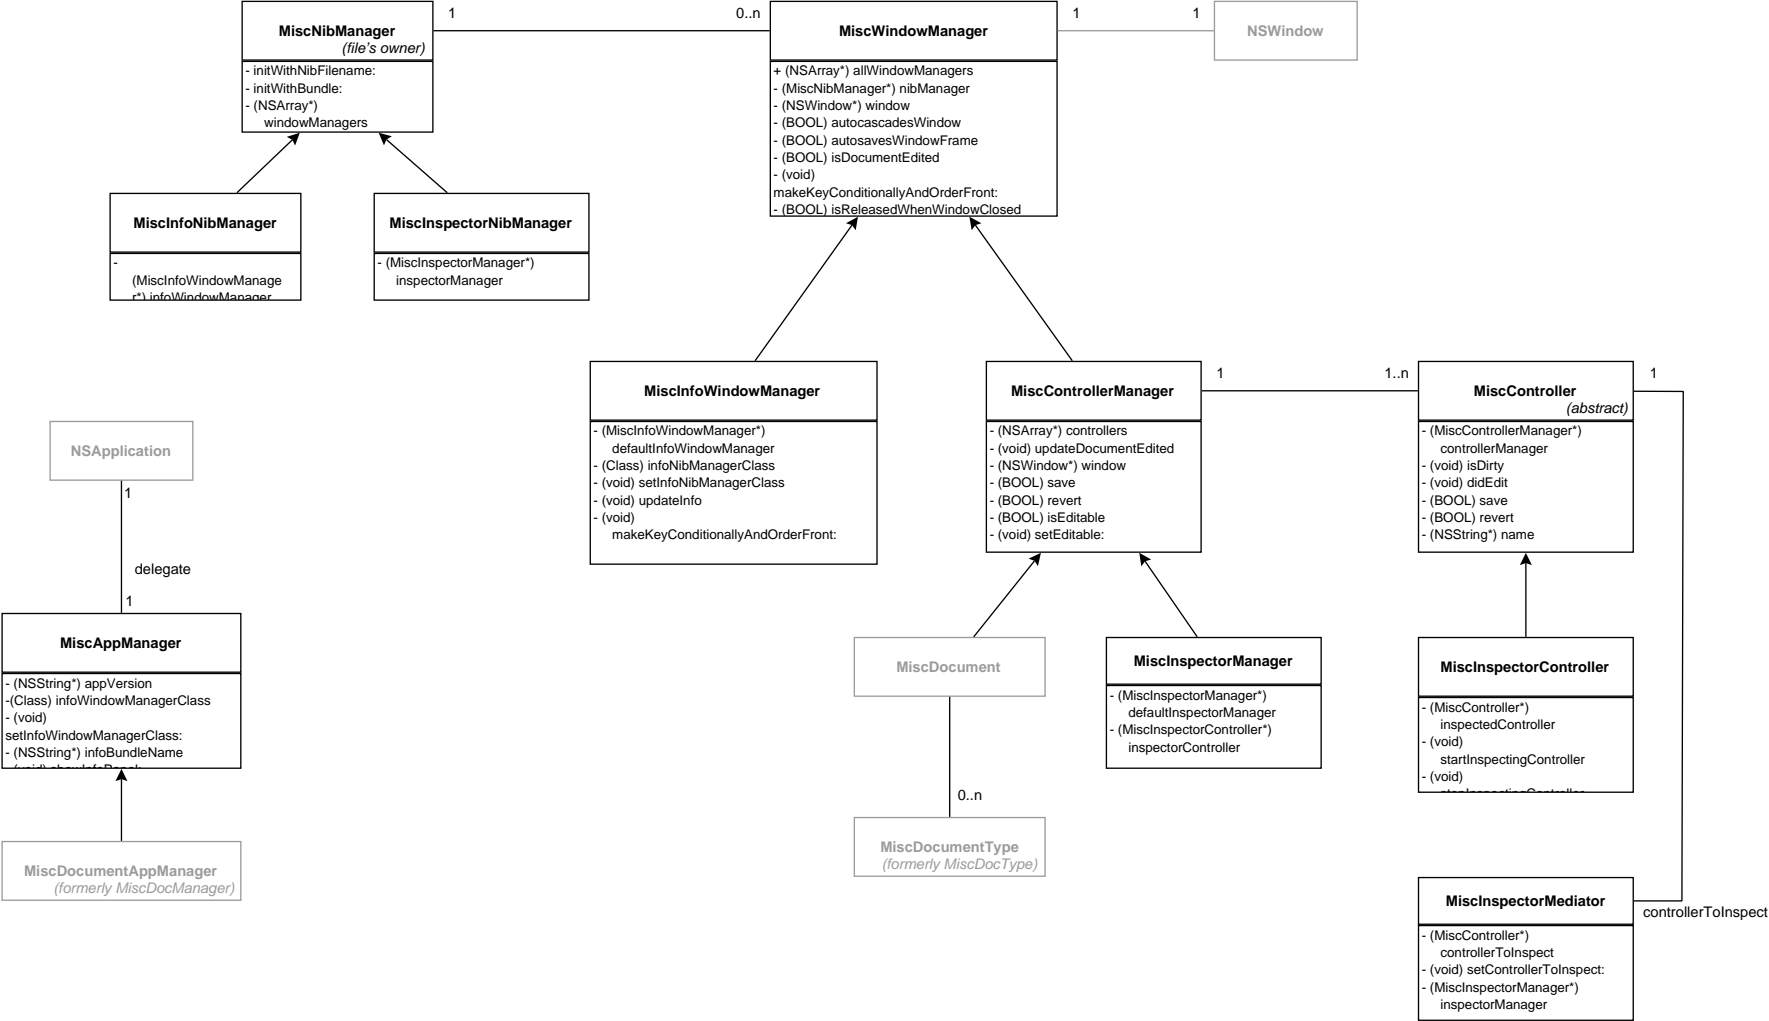 MiscNibManager
(file's owner)
- initWithNibFilename:
- initWithBundle:
- (NSArray*)
windowManagers
1
0..n
MiscWindowManager
+ (NSArray*) allWindowManagers
- (MiscNibManager*) nibManager
- (NSWindow*) window
- (BOOL) autocascadesWindow
- (BOOL) autosavesWindowFrame
- (BOOL) isDocumentEdited
- (void)
makeKeyConditionallyAndOrderFront:
- (BOOL) isReleasedWhenWindowClosed
1
1
NSWindow
MiscInfoNibManager
-
(MiscInfoWindowManage
r*) infoWindowManager
MiscInspectorNibManager
- (MiscInspectorManager*)
inspectorManager
MiscInfoWindowManager
- (MiscInfoWindowManager*)
defaultInfoWindowManager
- (Class) infoNibManagerClass
- (void) setInfoNibManagerClass
- (void) updateInfo
- (void)
makeKeyConditionallyAndOrderFront:
MiscControllerManager
- (NSArray*) controllers
- (void) updateDocumentEdited
- (NSWindow*) window
- (BOOL) save
- (BOOL) revert
- (BOOL) isEditable
- (void) setEditable:
1
1..n
MiscController
(abstract)
- (MiscControllerManager*)
controllerManager
- (void) isDirty
- (void) didEdit
- (BOOL) save
- (BOOL) revert
- (NSString*) name
1
NSApplication
1
delegate
1
MiscAppManager
- (NSString*) appVersion
-(Class) infoWindowManagerClass
- (void)
setInfoWindowManagerClass:
- (NSString*) infoBundleName
- (void) showInfoPanel:
MiscDocumentAppManager
(formerly MiscDocManager)
MiscDocument
0..n
MiscDocumentType
(formerly MiscDocType)
MiscInspectorManager
- (MiscInspectorManager*)
defaultInspectorManager
- (MiscInspectorController*)
inspectorController
MiscInspectorController
- (MiscController*)
inspectedController
- (void)
startInspectingController
- (void)
stopInspectingController
MiscInspectorMediator
- (MiscController*)
controllerToInspect
- (void) setControllerToInspect:
- (MiscInspectorManager*)
inspectorManager
controllerToInspect